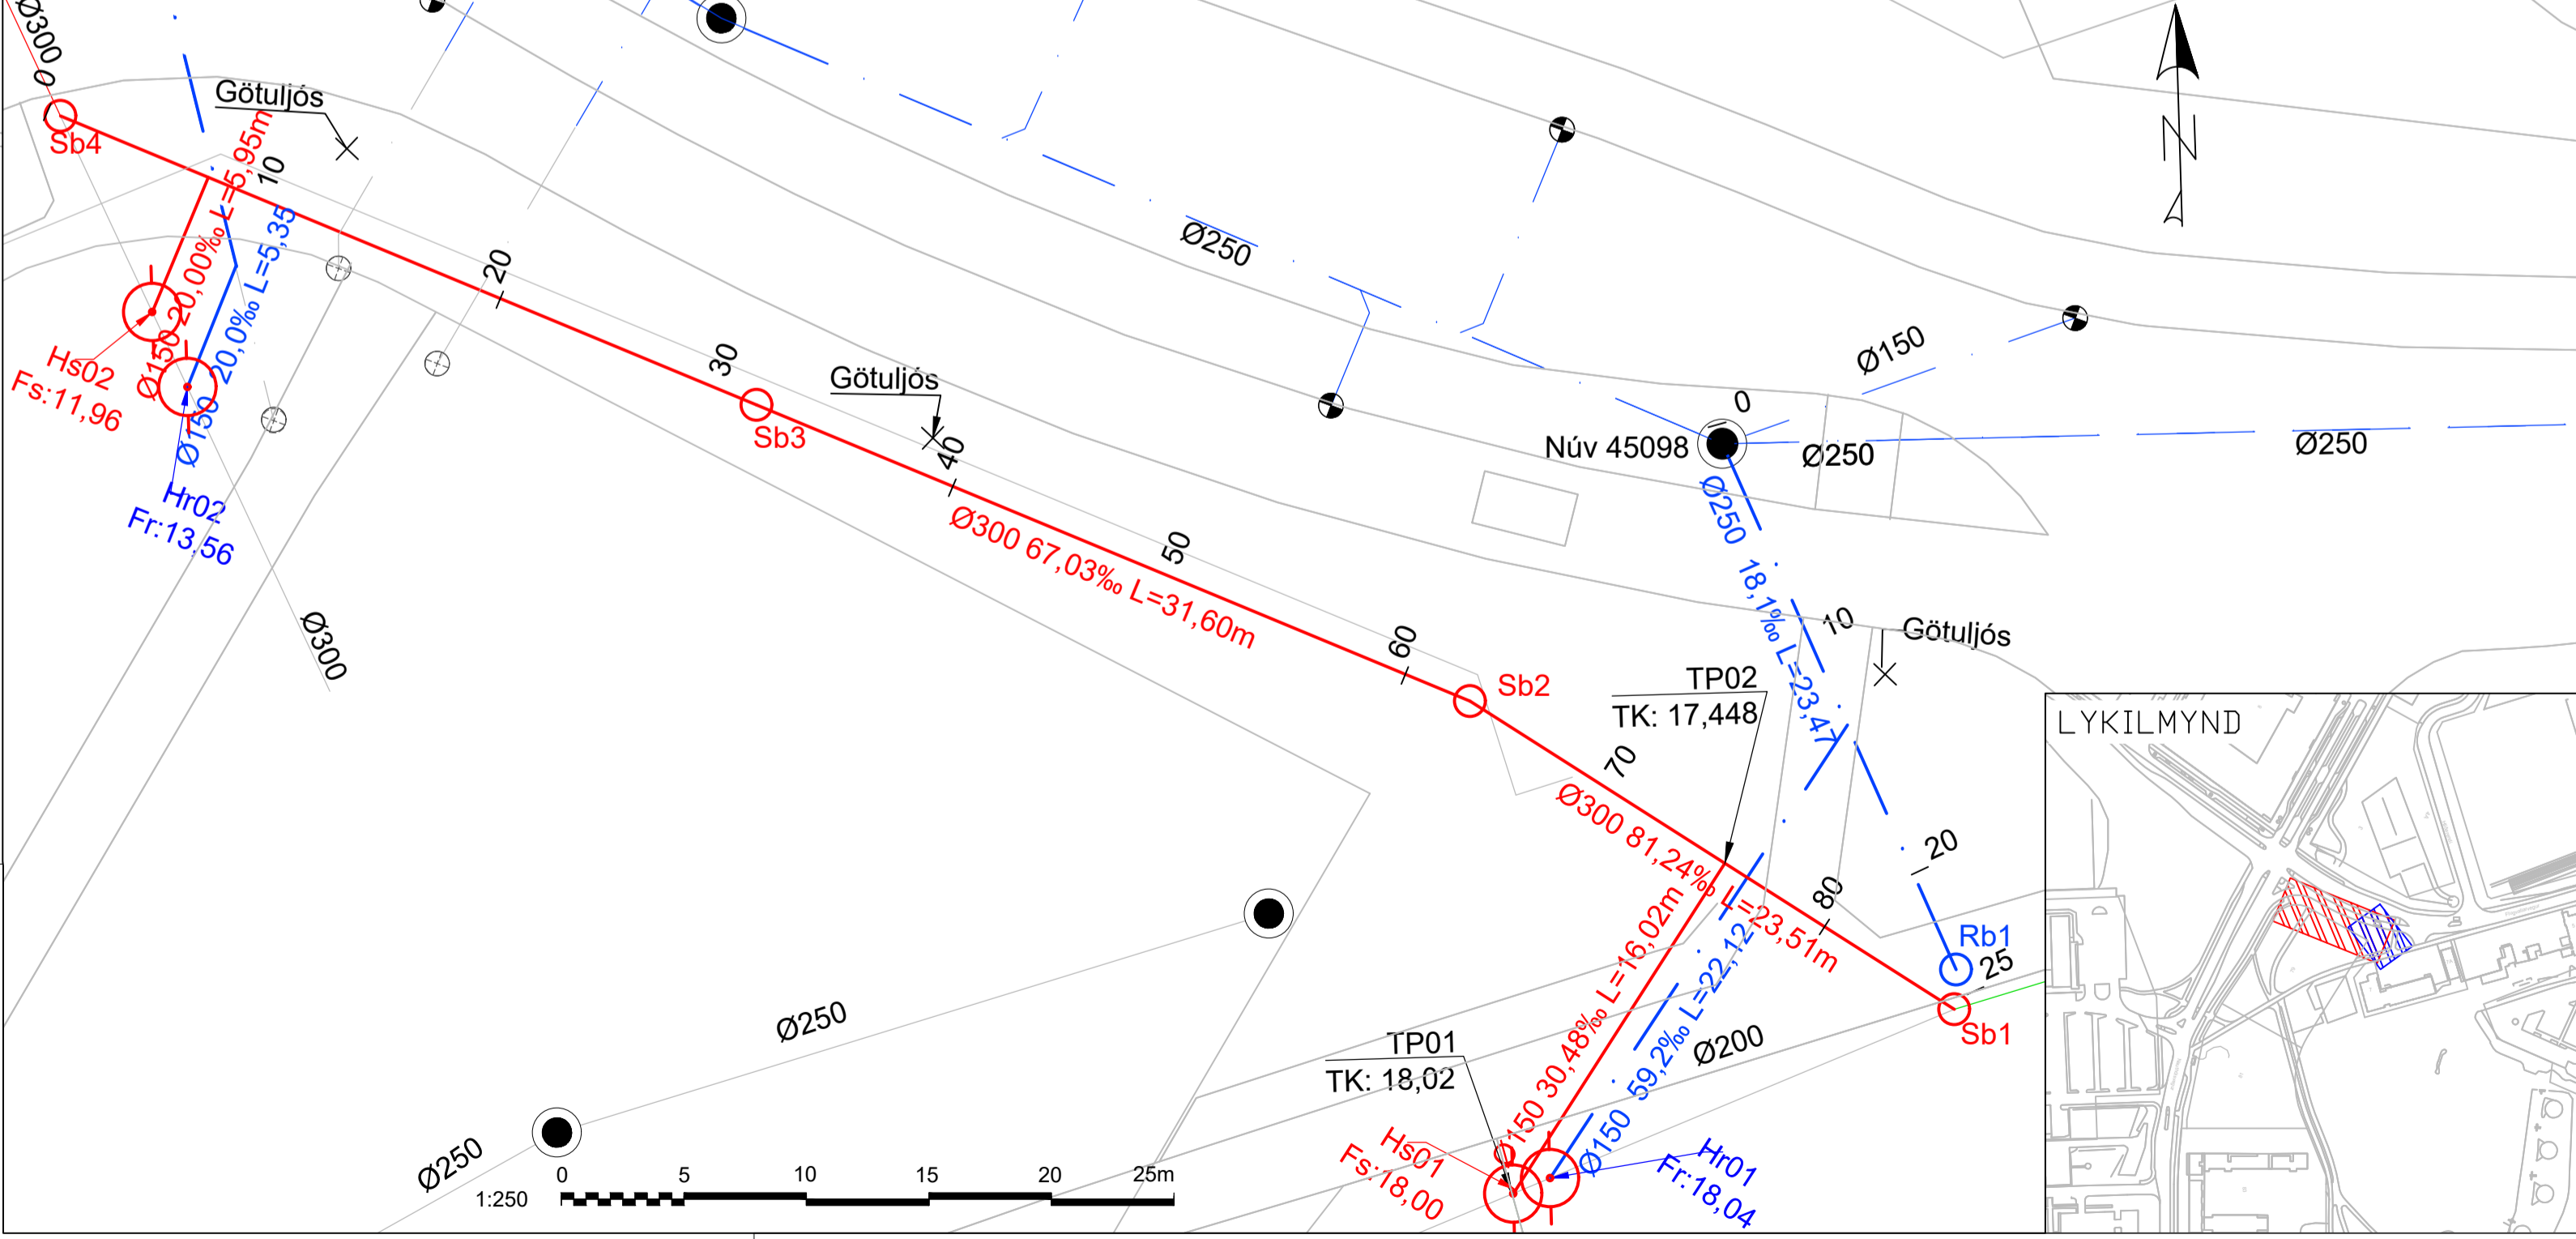 Ø300
0
Sb4
Götuljós
10
Ø150 20,00‰ L=5,95m
Ø150 20,0‰ L=5,35
Hs02
Fs:11,96
Hr02
Fr:13,56
Ø300
20
30
Sb3
Götuljós
40
Ø300 67,03‰ L=31,60m
50
60
Sb2
Ø250
Ø150
0
Núv 45098
Ø250
Ø250
Ø250 18,1‰ L=23,47
10
Götuljós
TP02
TK: 17,448
70
Ø300 81,24‰ L=23,51m
80
20
Rb1
25
Sb1
Ø150 30,48‰ L=16,02m
Ø150 59,2‰ L=22,12
Ø200
TP01
TK: 18,02
Hs01
Fs:18,00
Hr01
Fr:18,04
Ø250
Ø250
1:250
0 5 10 15 20 25m
N
LYKILMYND